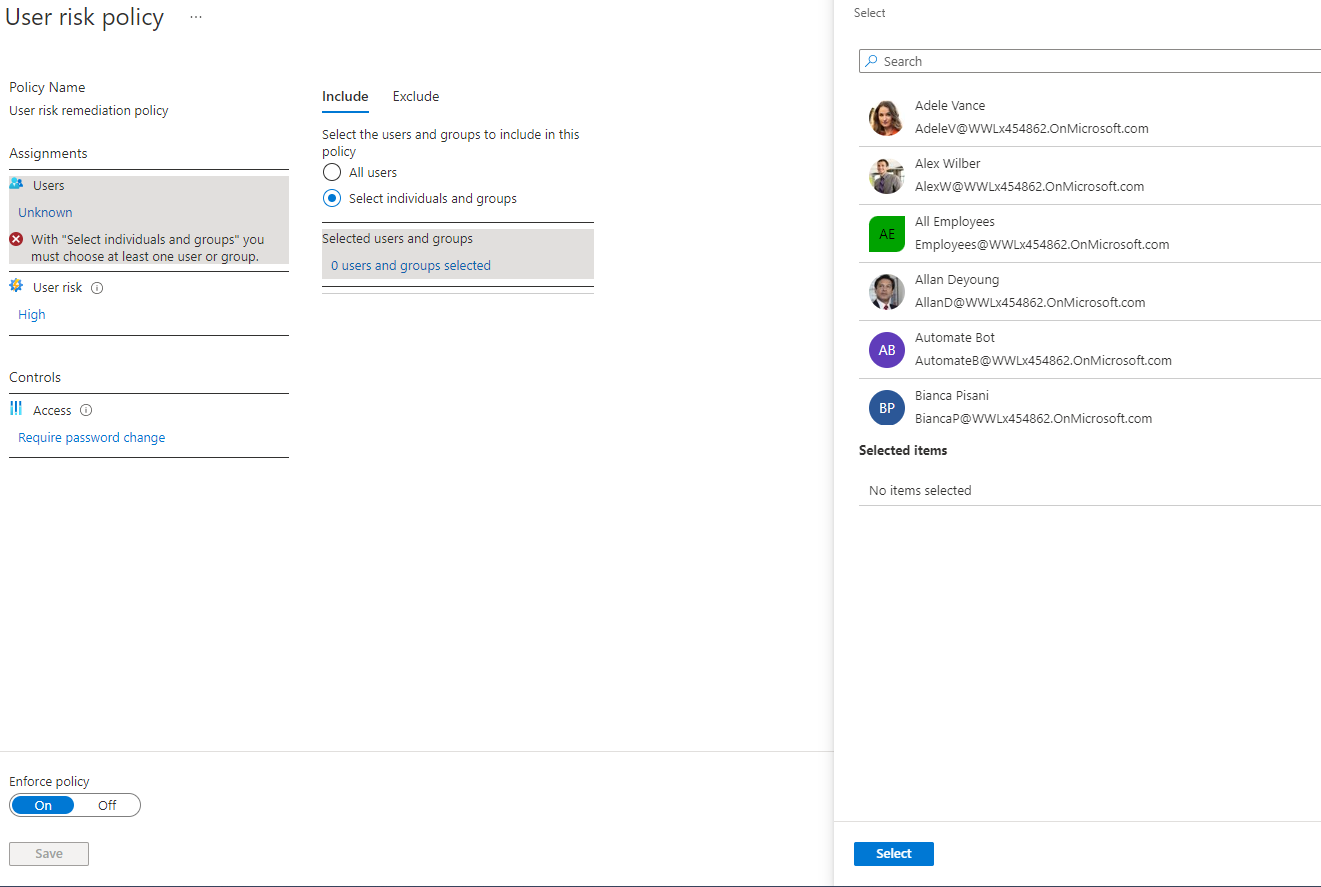 User risk policy
...
Policy Name
User risk remediation policy
Assignments
Users
Unknown
With "Select individuals and groups" you
must choose at least one user or group.
User risk
High
Controls
Access
Require password change
Include Exclude
Select the users and groups to include in this
policy
All users
Select individuals and groups
Selected users and groups
0 users and groups selected
Enforce policy
On Off
Save
Select
Search
Adele Vance
AdeleV@WWLx454862.OnMicrosoft.com
Alex Wilber
AlexW@WWLx454862.OnMicrosoft.com
AE
All Employees
Employees@WWLx454862.OnMicrosoft.com
Allan Deyoung
AllanD@WWLx454862.OnMicrosoft.com
AB
Automate Bot
AutomateB@WWLx454862.OnMicrosoft.com
BP
Bianca Pisani
BiancaP@WWLx454862.OnMicrosoft.com
Selected items
No items selected
Select